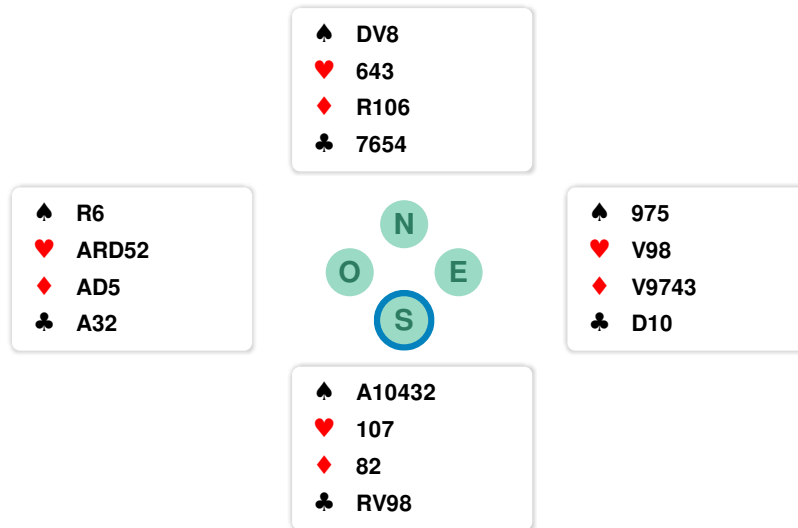 ♠ DV8
♥ 643
♦ R106
♣ 7654
♠ R6
♥ ARD52
♦ AD5
♣ A32
N
O E
S
♠ 975
♥ V98
♦ V9743
♣ D10
♠ A10432
♥ 107
♦ 82
♣ RV98